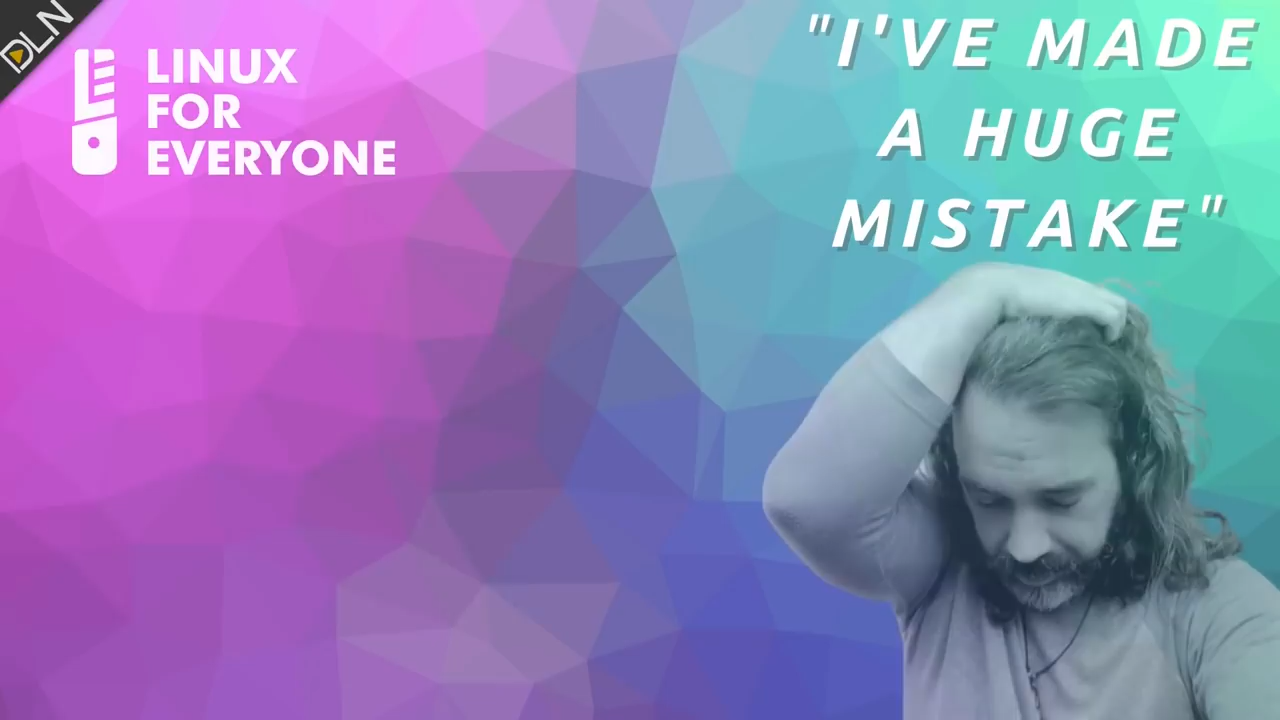 DLN
LINUX
FOR
EVERYONE
"I'VE MADE
A HUGE
MISTAKE"